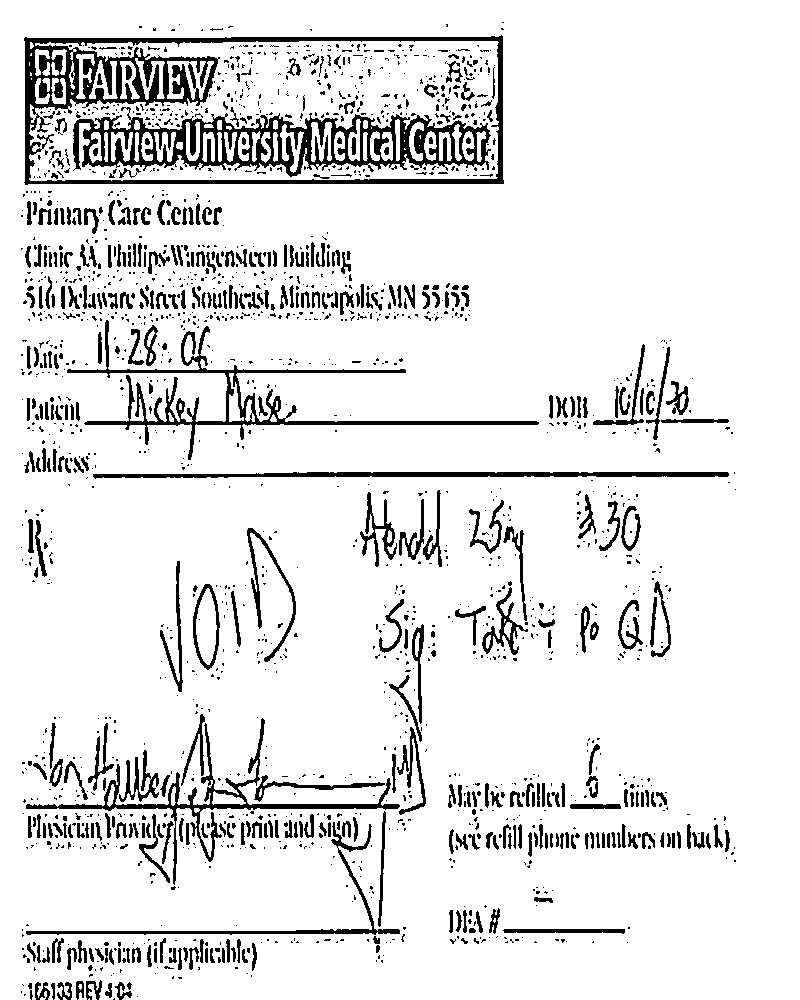 FAIRVIEW
Fairview-University Medical Center
Primary Care Center
Clinic 3A, Phillips-Wangensteen Building
516 Delaware Street Southeast, Minneapolis, MN 55455
Date 11.28.06
Patient Mickey Mouse DOB 10/10/30
Address
Rx Atenolol 25mg #30
VOID Sig: Take T Po QD
Jon Hallberg MD
Physician Provider (please print and sign)
May be refilled 6 times
(see refill phone numbers on back)
DEA # –
Staff physician (if applicable)
166133 REV 4/04